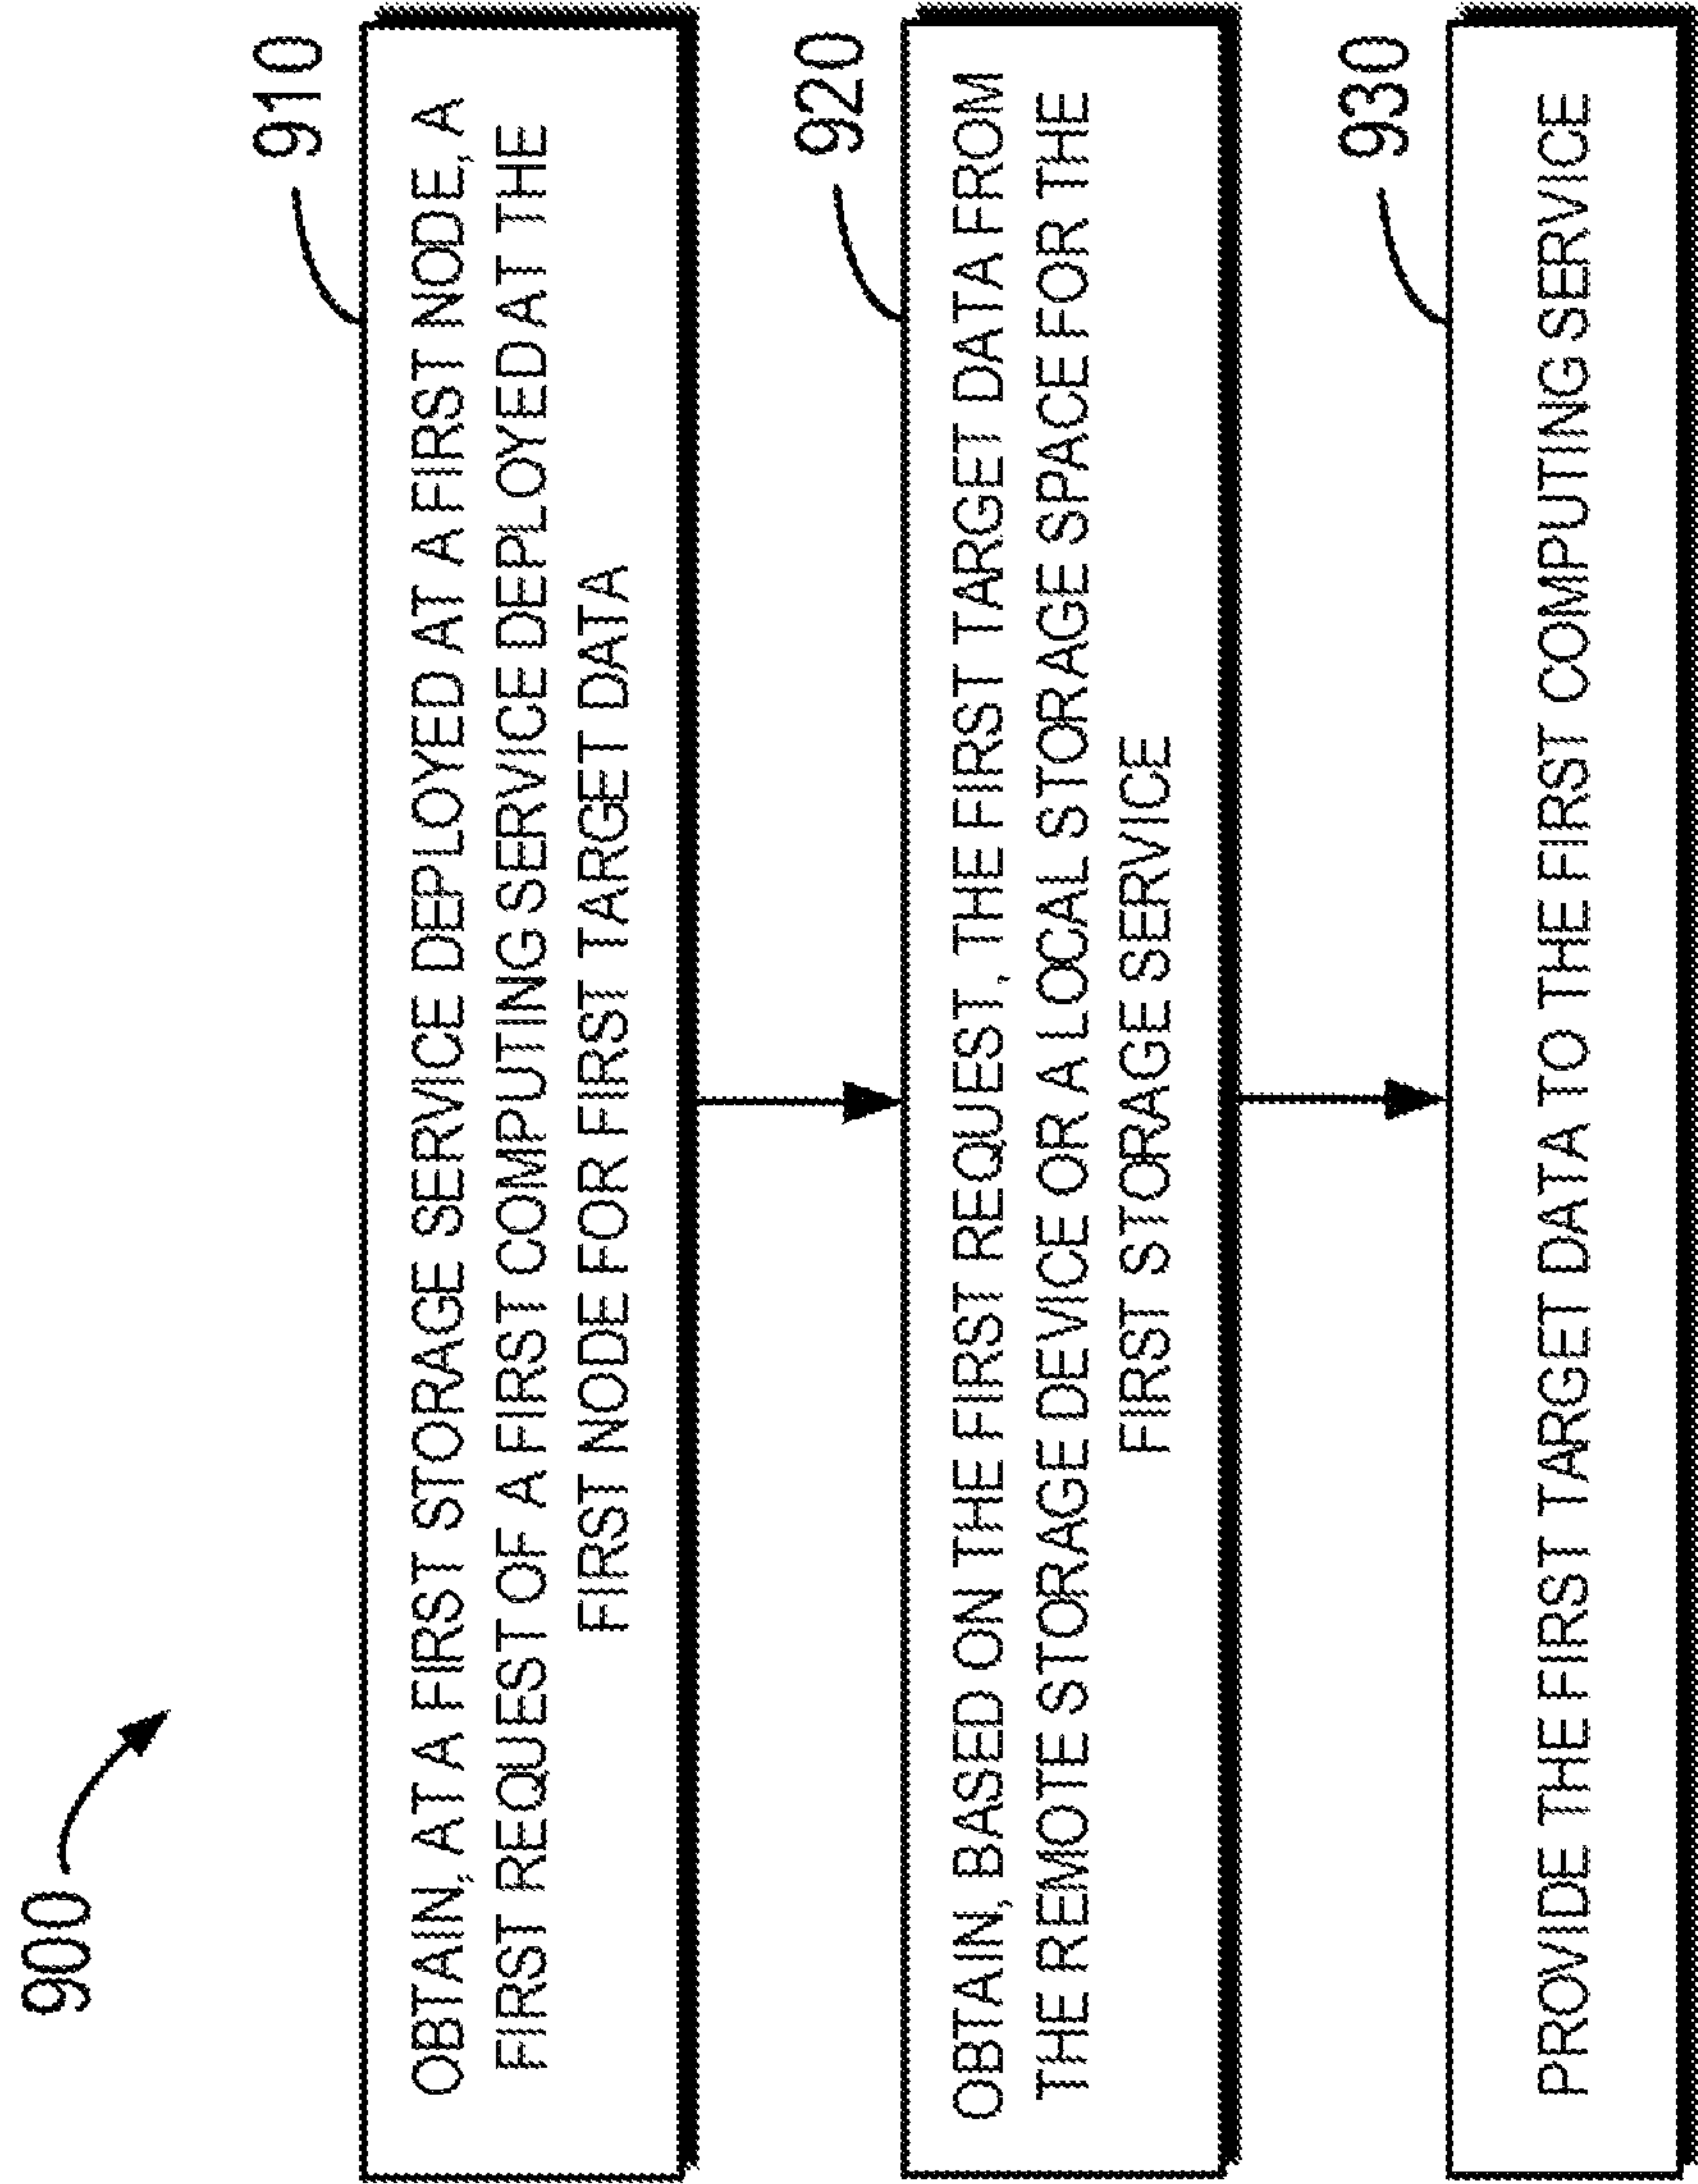 900
910
OBTAIN, AT A FIRST STORAGE SERVICE DEPLOYED AT A FIRST NODE, A
FIRST REQUEST OF A FIRST COMPUTING SERVICE DEPLOYED AT THE
FIRST NODE FOR FIRST TARGET DATA
920
OBTAIN, BASED ON THE FIRST REQUEST, THE FIRST TARGET DATA FROM
THE REMOTE STORAGE DEVICE OR A LOCAL STORAGE SPACE FOR THE
FIRST STORAGE SERVICE
930
PROVIDE THE FIRST TARGET DATA TO THE FIRST COMPUTING SERVICE